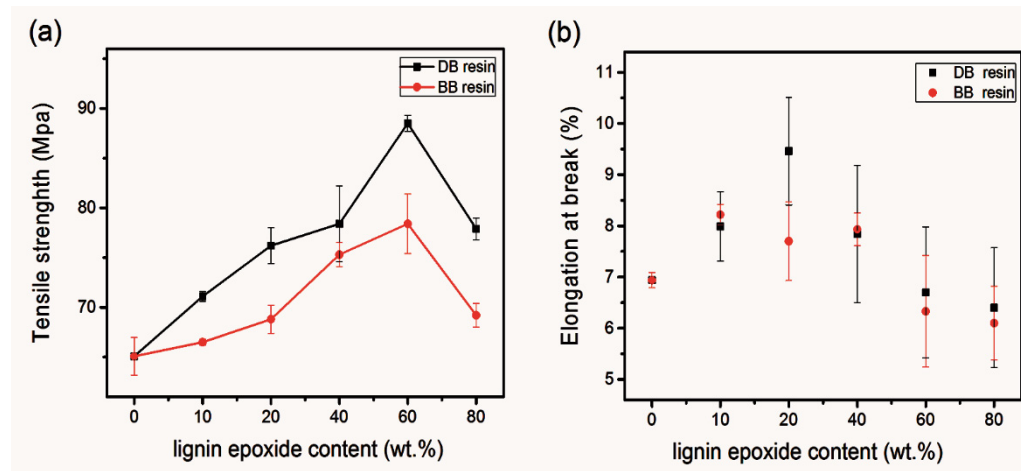 (a)
DB resin
BB resin
Tensile strenghth (Mpa)
90
80
70
0 10 20 40 60 80
lignin epoxide content (wt.%)
(b)
DB resin
BB resin
Elongation at break (%)
11
10
9
8
7
6
5
0 10 20 40 60 80
lignin epoxide content (wt.%)